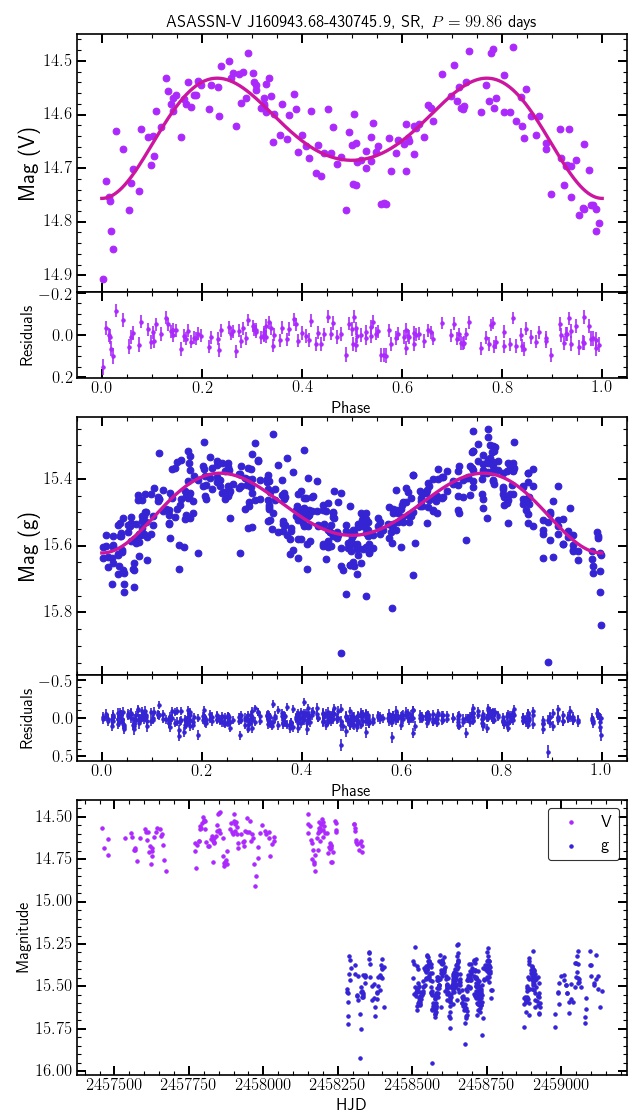 ASASSN-V J160943.68-430745.9, SR, P = 99.86 days
14.5
14.6
14.7
14.8
14.9
Mag (V)
−0.2
0.0
0.2
Residuals
0.0 0.2 0.4 0.6 0.8 1.0
Phase
15.4
15.6
15.8
Mag (g)
−0.5
0.0
0.5
Residuals
0.0 0.2 0.4 0.6 0.8 1.0
Phase
14.50
14.75
15.00
15.25
15.50
15.75
16.00
Magnitude
V
g
2457500 2457750 2458000 2458250 2458500 2458750 2459000
HJD